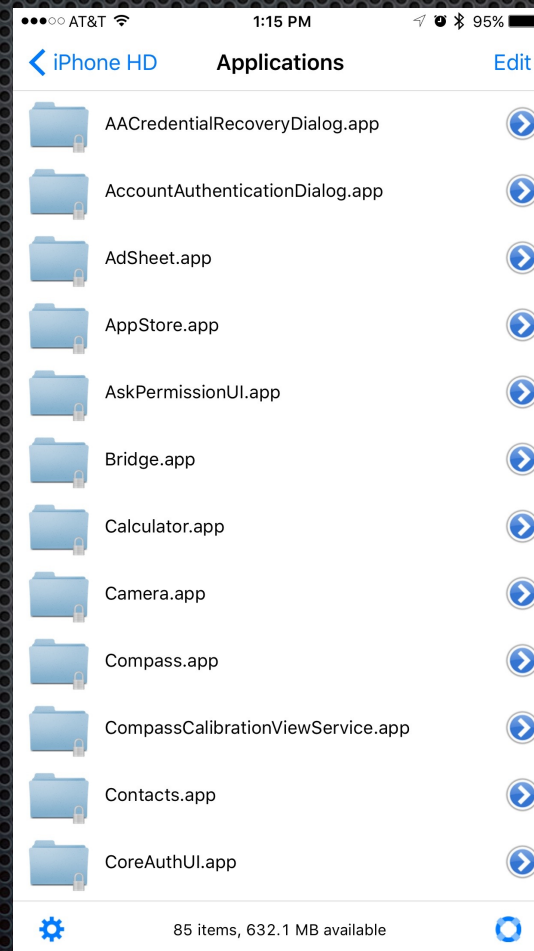 AT&T 1:15 PM 95%
iPhone HD Applications Edit
AACredentialRecoveryDialog.app
AccountAuthenticationDialog.app
AdSheet.app
AppStore.app
AskPermissionUI.app
Bridge.app
Calculator.app
Camera.app
Compass.app
CompassCalibrationViewService.app
Contacts.app
CoreAuthUI.app
85 items, 632.1 MB available